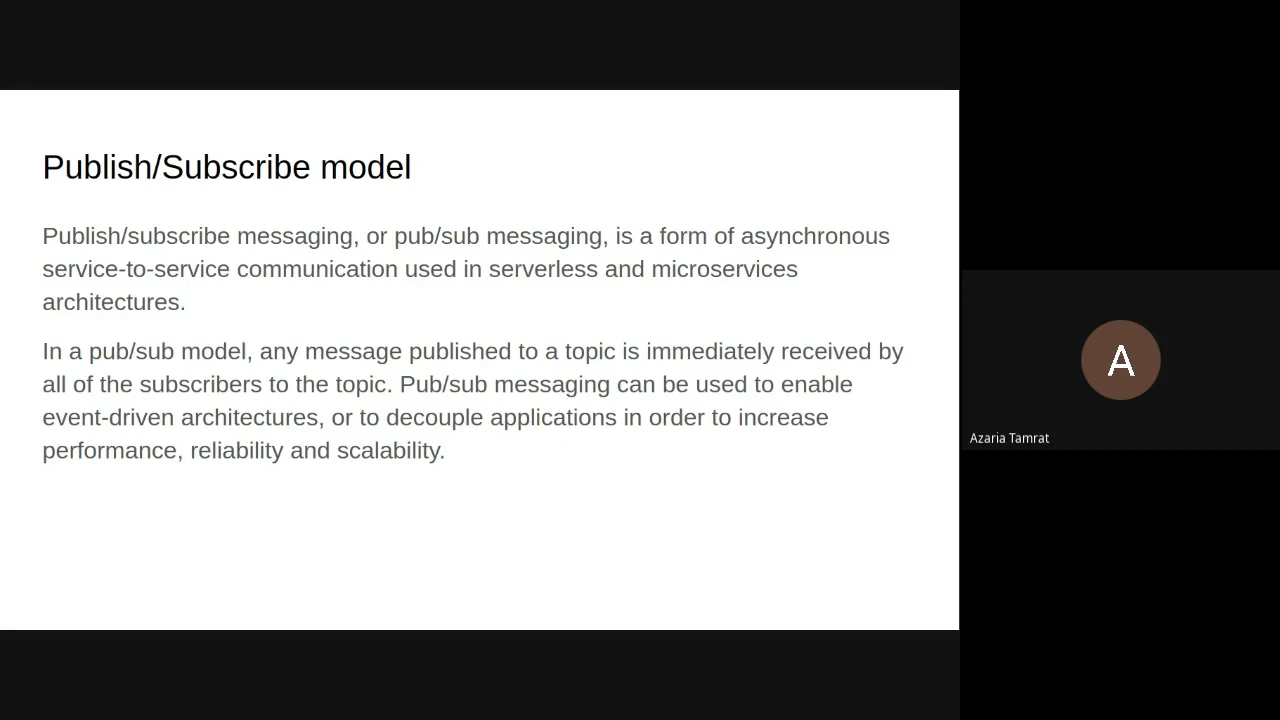 Publish/Subscribe model
Publish/subscribe messaging, or pub/sub messaging, is a form of asynchronous
service-to-service communication used in serverless and microservices
architectures.
In a pub/sub model, any message published to a topic is immediately received by
all of the subscribers to the topic. Pub/sub messaging can be used to enable
event-driven architectures, or to decouple applications in order to increase
performance, reliability and scalability.
A
Azaria Tamrat